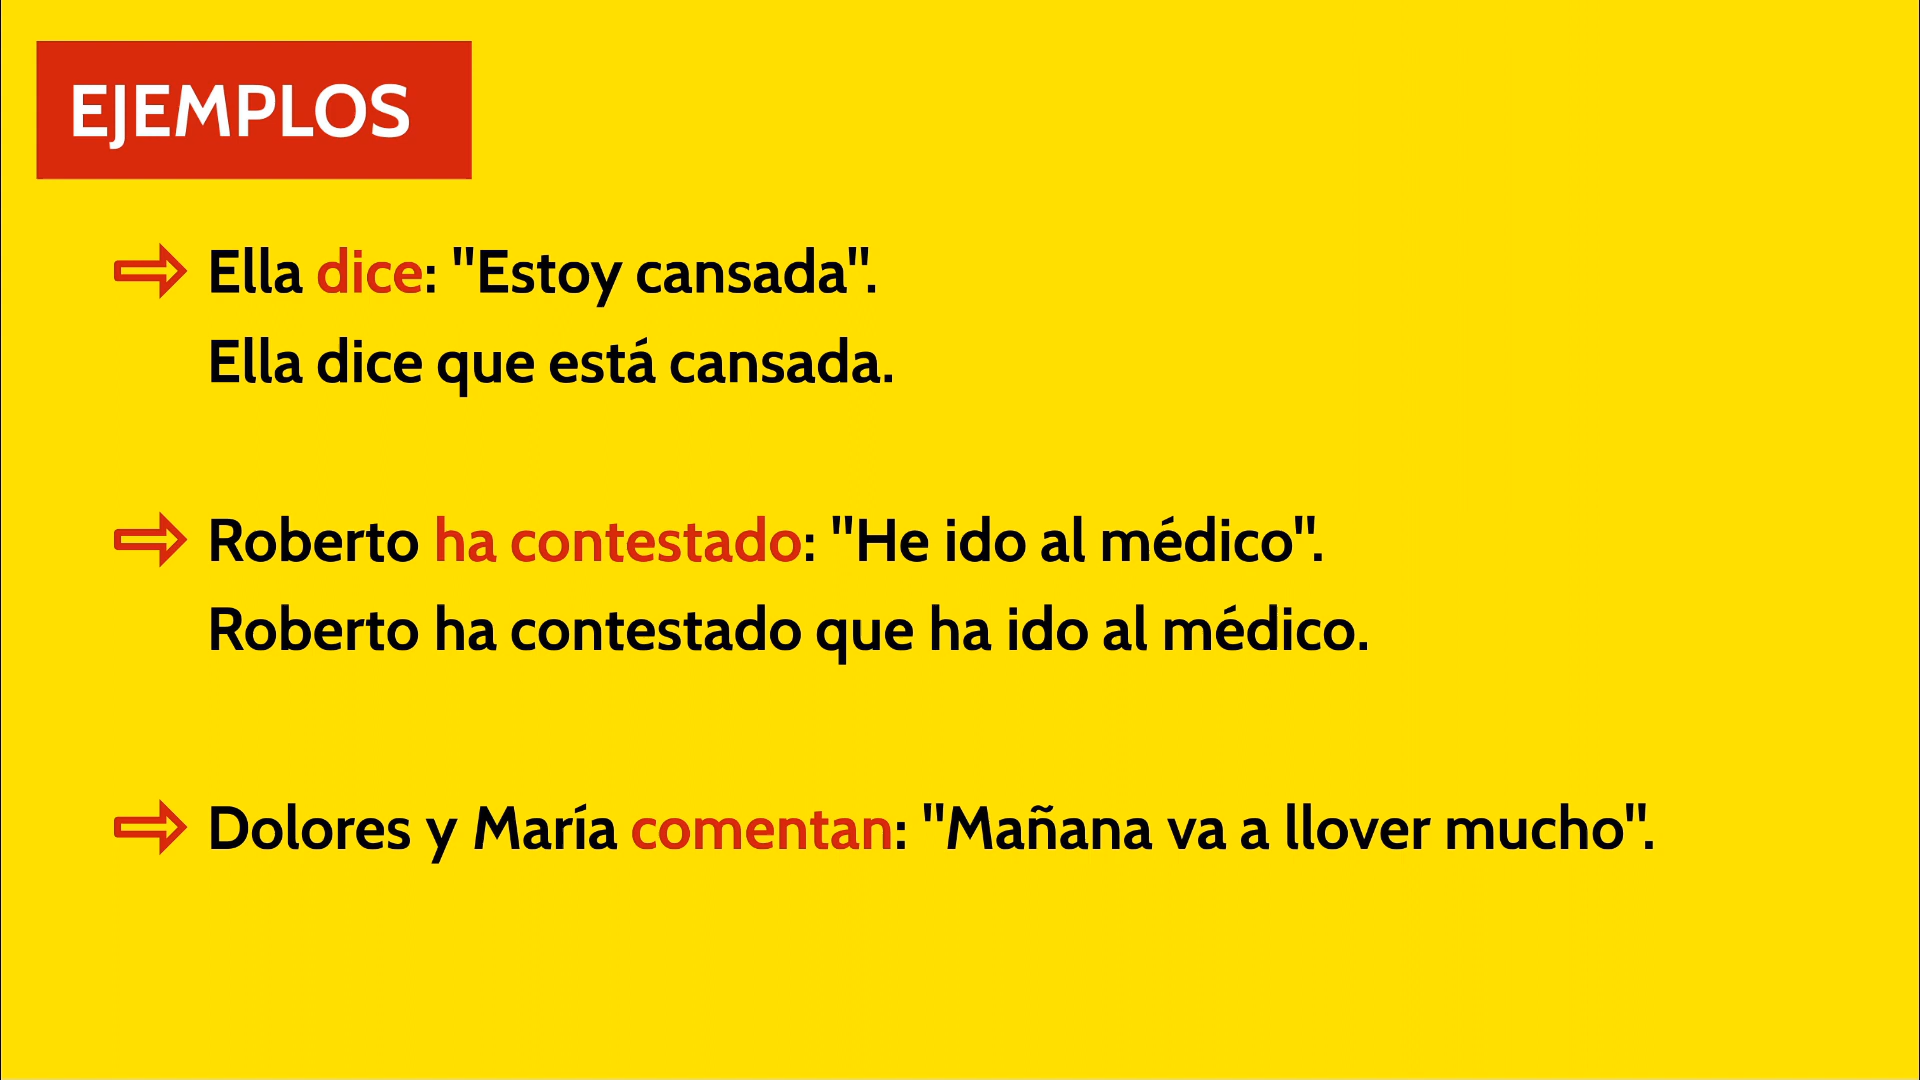 EJEMPLOS
Ella dice: "Estoy cansada".
Ella dice que está cansada.
Roberto ha contestado: "He ido al médico".
Roberto ha contestado que ha ido al médico.
Dolores y María comentan: "Mañana va a llover mucho".